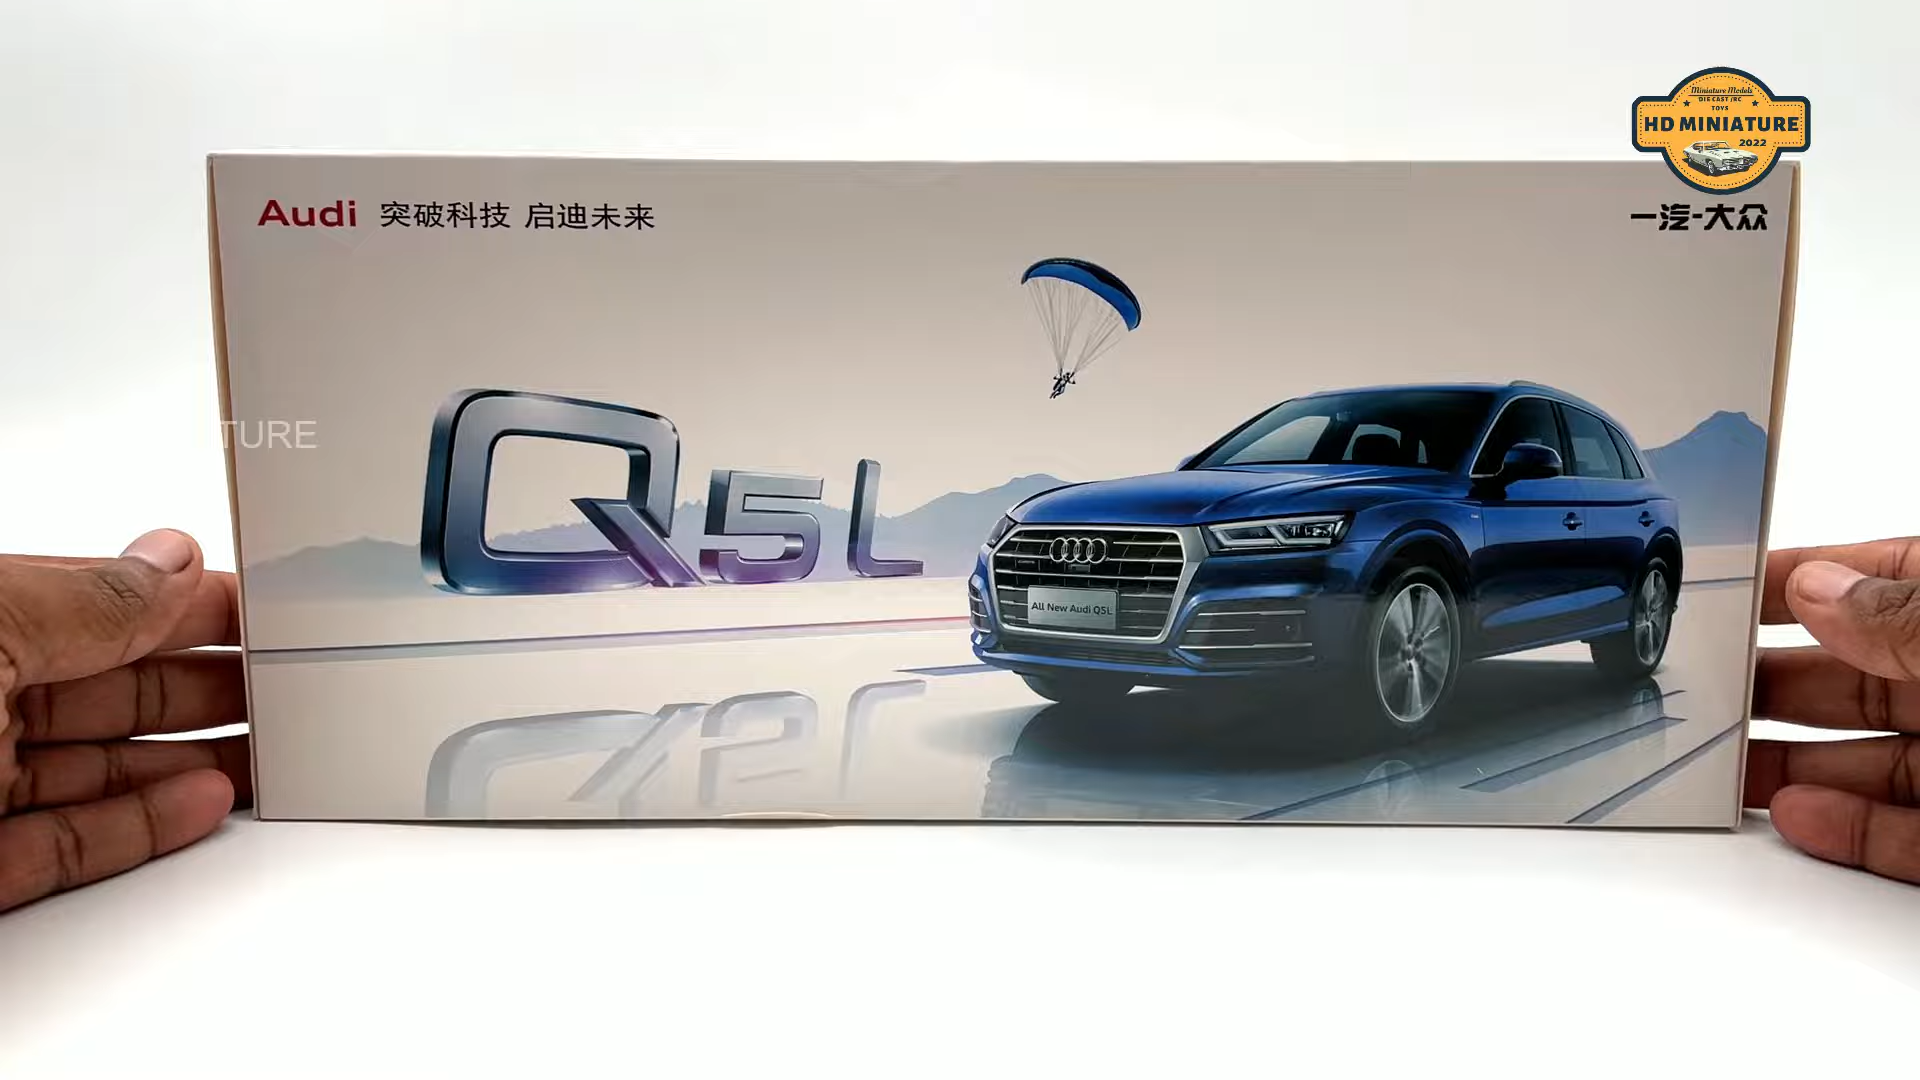 Miniature Models
DIE CAST /RC
TOYS
HD MINIATURE
2022
Audi 突破科技 启迪未来
一汽-大众
TURE
Q5L
All New Audi Q5L